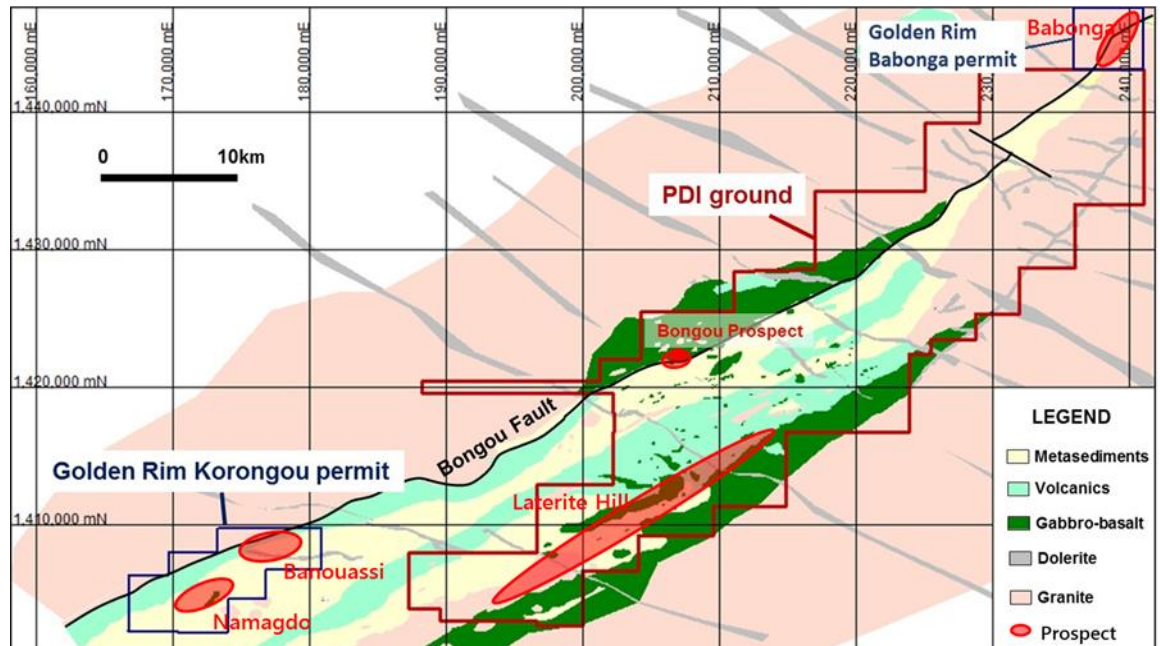 160,000 mE
170,000 mE
180,000 mE
190,000 mE
200,000 mE
210,000 mE
220,000 mE
Golden Rim
Babonga permit
Babonga
1,440,000 mN
0 10km
PDI ground
1,430,000 mN
Bongou Prospect
1,420,000 mN
Bongou Fault
Golden Rim Korongou permit
Laterite Hill
1,410,000 mN
Banouassi
Namagdo
LEGEND
Metasediments
Volcanics
Gabbro-basalt
Dolerite
Granite
Prospect